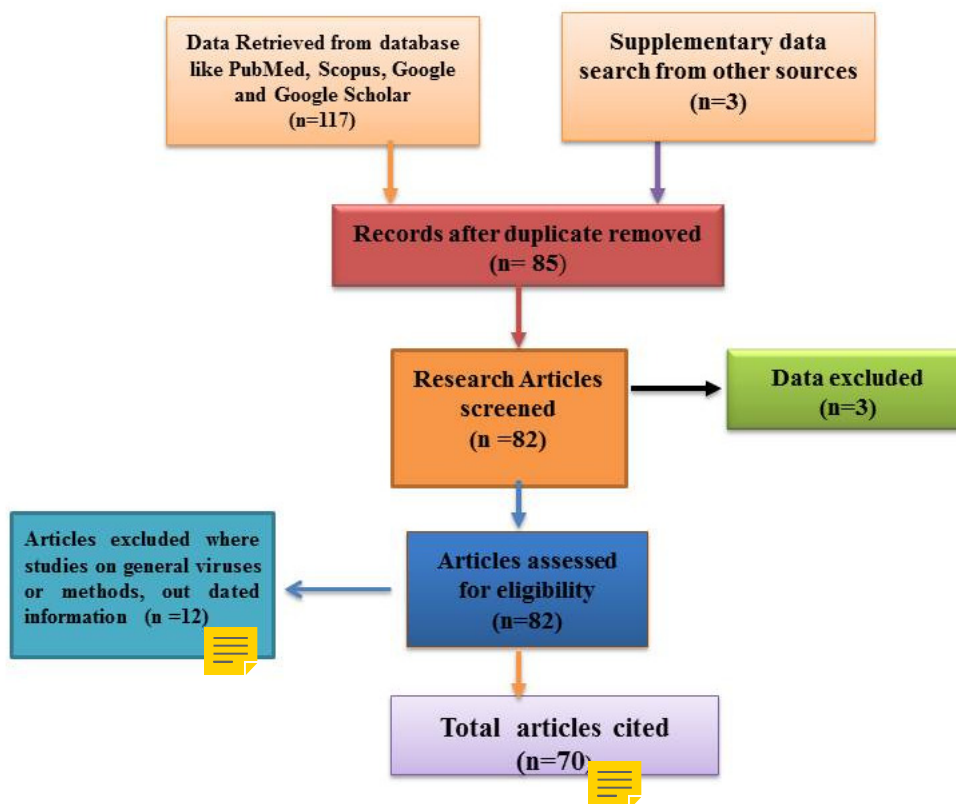 Data Retrieved from database
like PubMed, Scopus, Google
and Google Scholar
(n=117)
Supplementary data
search from other sources
(n=3)
Records after duplicate removed
(n= 85)
Research Articles
screened
(n =82)
Data excluded
(n=3)
Articles excluded where
studies on general viruses
or methods, out dated
information (n =12)
Articles assessed
for eligibility
(n=82)
Total articles cited
(n=70)